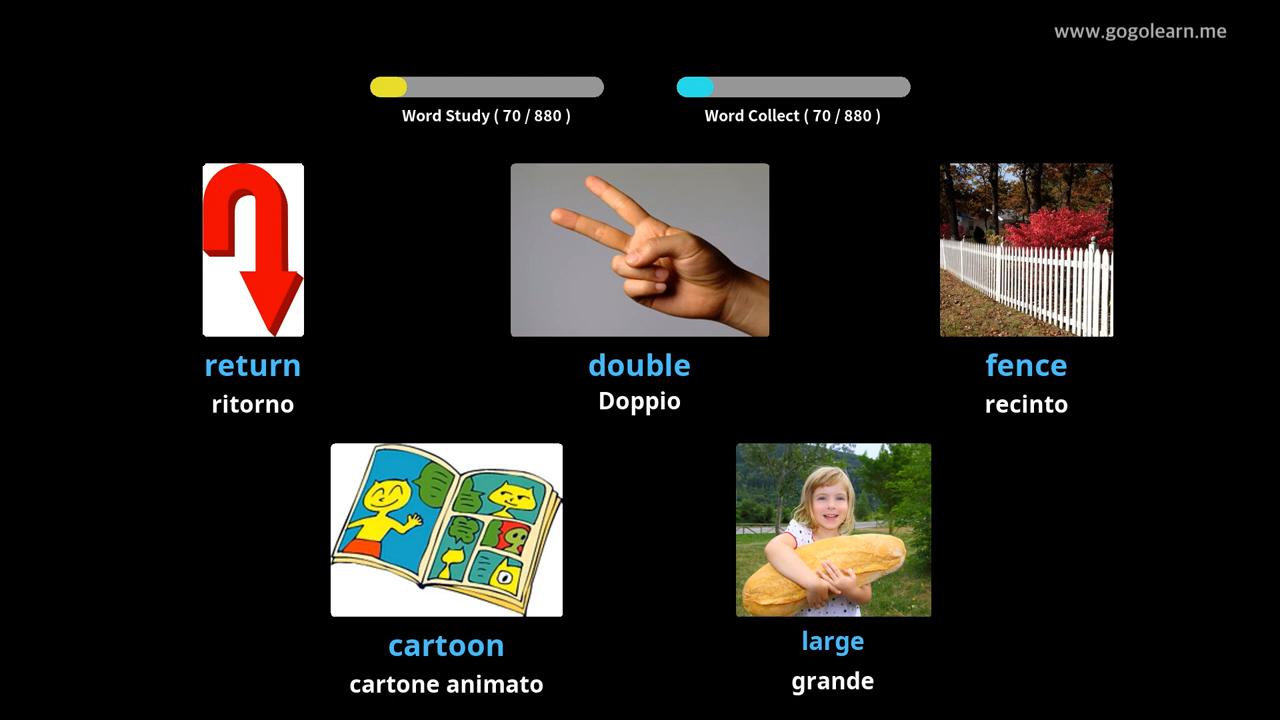 www.gogolearn.me
Word Study ( 70 / 880 )
Word Collect ( 70 / 880 )
return
ritorno
double
Doppio
fence
recinto
cartoon
cartone animato
large
grande